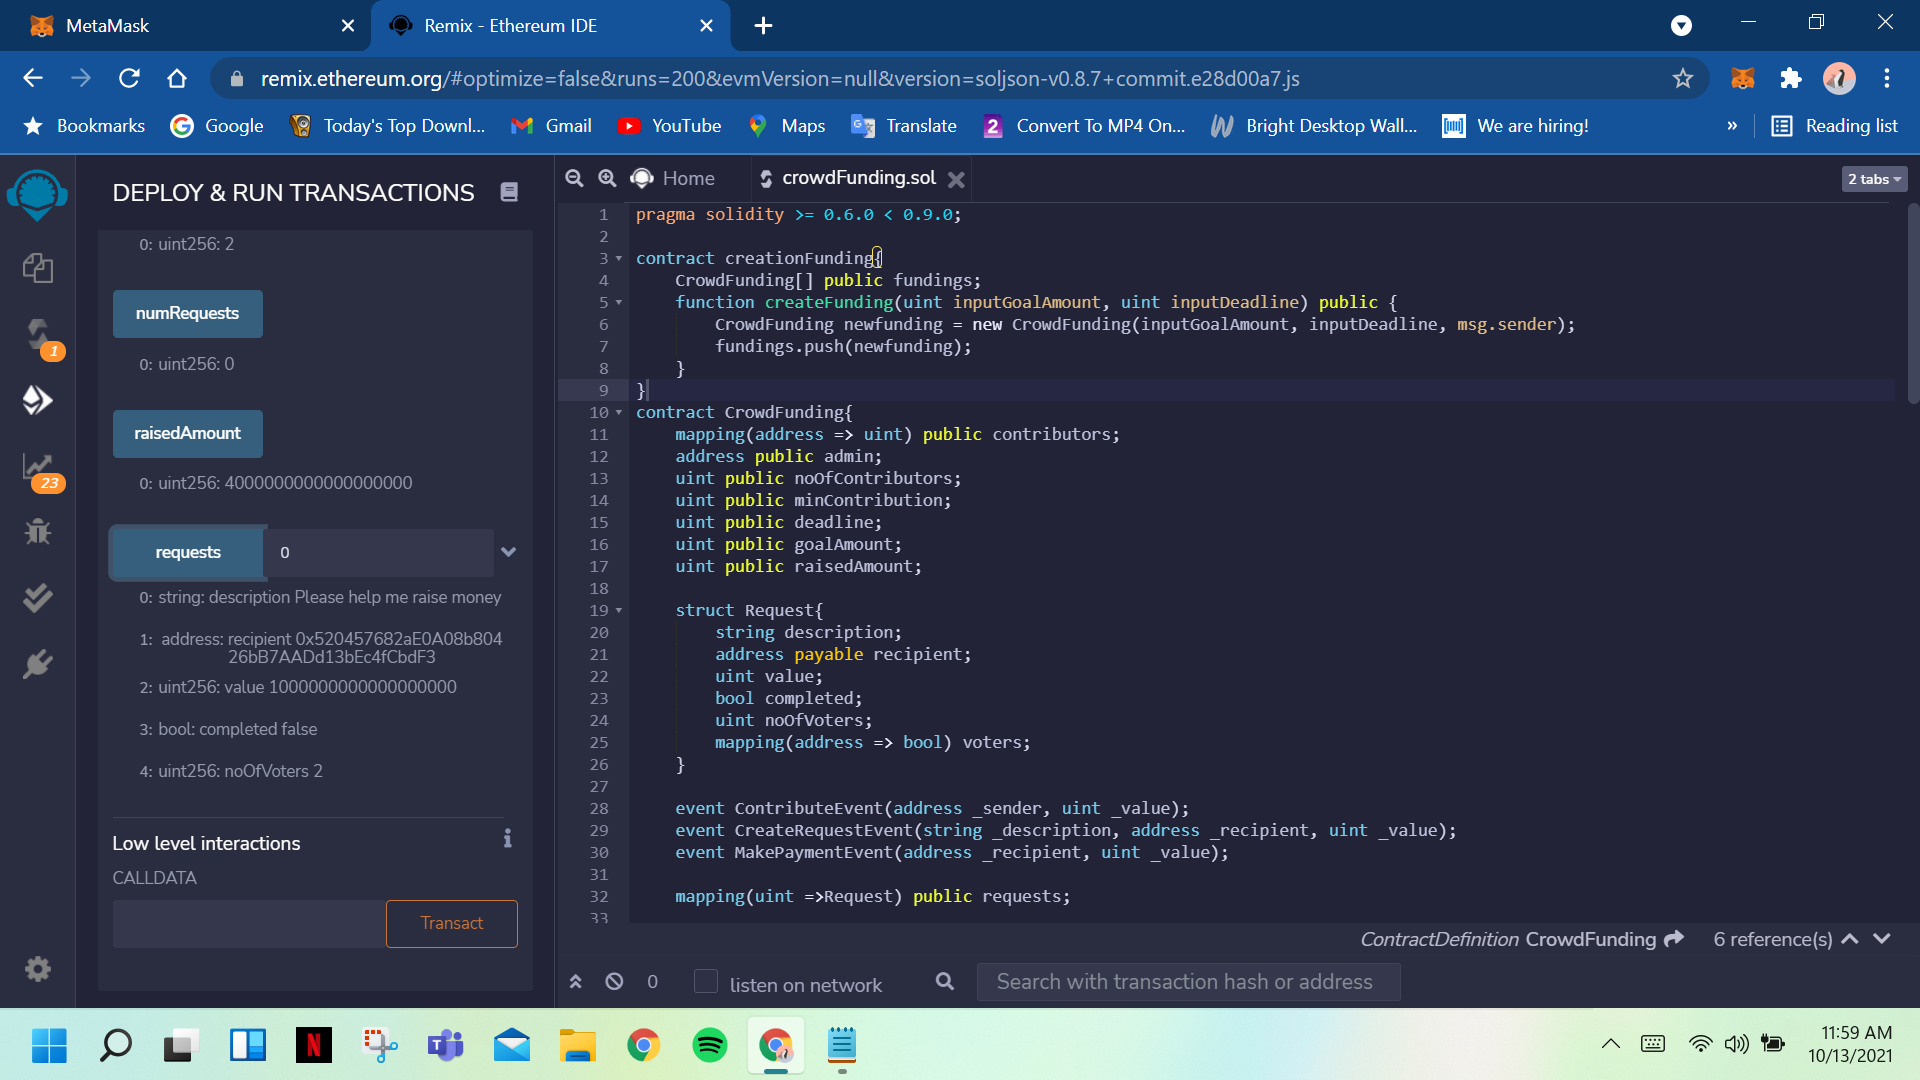 MetaMask
Remix - Ethereum IDE
remix.ethereum.org/#optimize=false&runs=200&evmVersion=null&version=soljson-v0.8.7+commit.e28d00a7.js
Bookmarks
Google
Today's Top Downl...
Gmail
YouTube
Maps
Translate
2
Convert To MP4 On...
Bright Desktop Wall...
We are hiring!
»
Reading list
DEPLOY & RUN TRANSACTIONS
0: uint256: 2
numRequests
0: uint256: 0
raisedAmount
0: uint256: 4000000000000000000
requests 0
0: string: description Please help me raise money
1: address: recipient 0x520457682aE0A08b804
26bB7AADd13bEc4fCbdF3
2: uint256: value 1000000000000000000
3: bool: completed false
4: uint256: noOfVoters 2
Low level interactions
CALLDATA
Transact
1
23
Home
crowdFunding.sol
2 tabs
1 pragma solidity >= 0.6.0 < 0.9.0;
2
3 contract creationFunding{
4 CrowdFunding[] public fundings;
5 function createFunding(uint inputGoalAmount, uint inputDeadline) public {
6 CrowdFunding newfunding = new CrowdFunding(inputGoalAmount, inputDeadline, msg.sender);
7 fundings.push(newfunding);
8 }
9 }
10 contract CrowdFunding{
11 mapping(address => uint) public contributors;
12 address public admin;
13 uint public noOfContributors;
14 uint public minContribution;
15 uint public deadline;
16 uint public goalAmount;
17 uint public raisedAmount;
18
19 struct Request{
20 string description;
21 address payable recipient;
22 uint value;
23 bool completed;
24 uint noOfVoters;
25 mapping(address => bool) voters;
26 }
27
28 event ContributeEvent(address _sender, uint _value);
29 event CreateRequestEvent(string _description, address _recipient, uint _value);
30 event MakePaymentEvent(address _recipient, uint _value);
31
32 mapping(uint =>Request) public requests;
33
ContractDefinition CrowdFunding
6 reference(s)
0
listen on network
Search with transaction hash or address
11:59 AM
10/13/2021